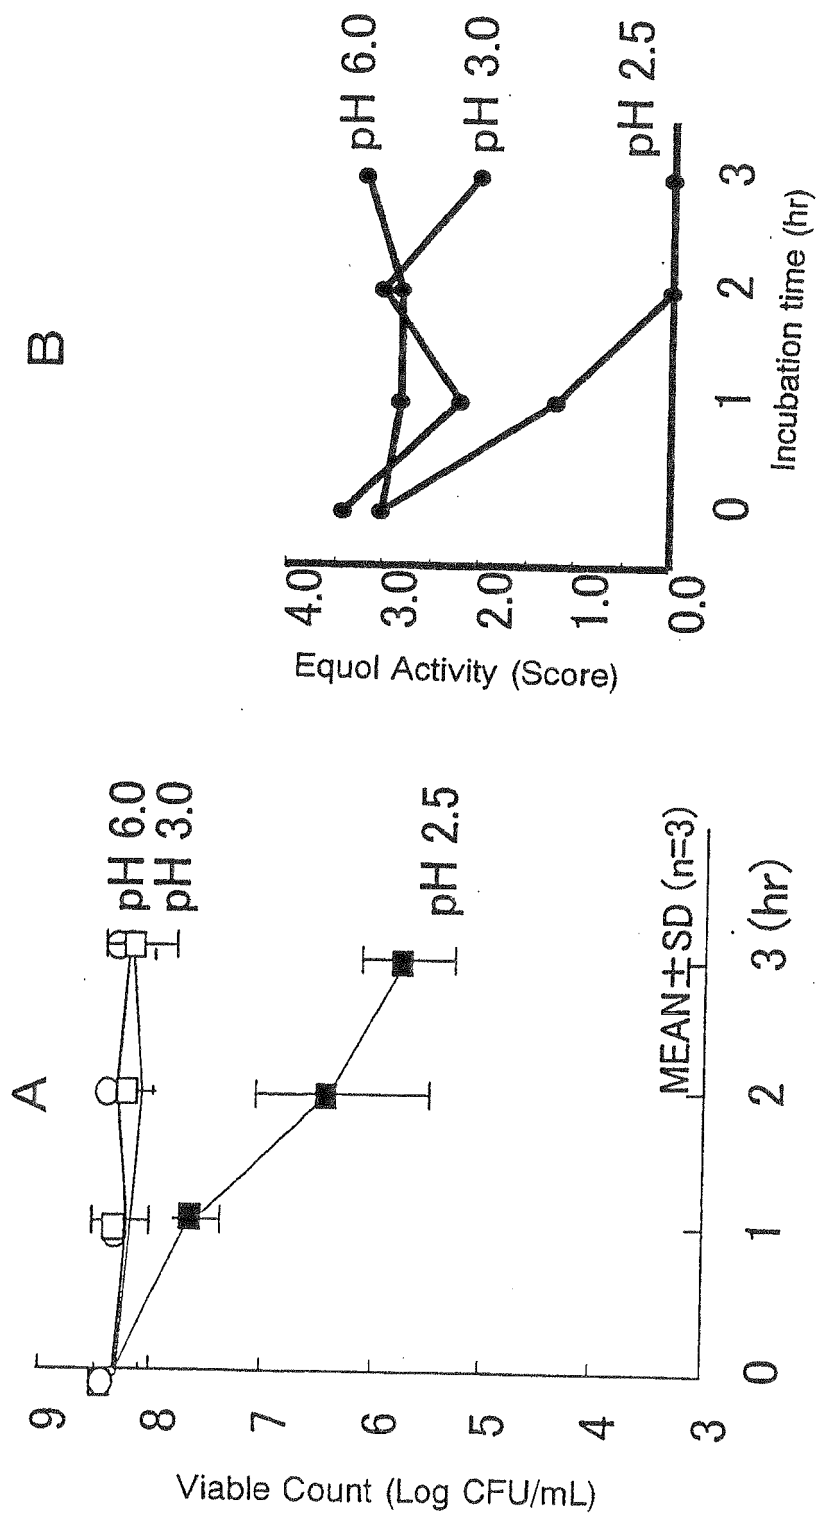 A
Viable Count (Log CFU/mL)
9
8
7
6
5
4
3
0
1
2
3 (hr)
pH 6.0
pH 3.0
pH 2.5
MEAN±SD (n=3)
B
Equol Activity (Score)
4.0
3.0
2.0
1.0
0.0
0
1
2
3
Incubation time (hr)
pH 6.0
pH 3.0
pH 2.5